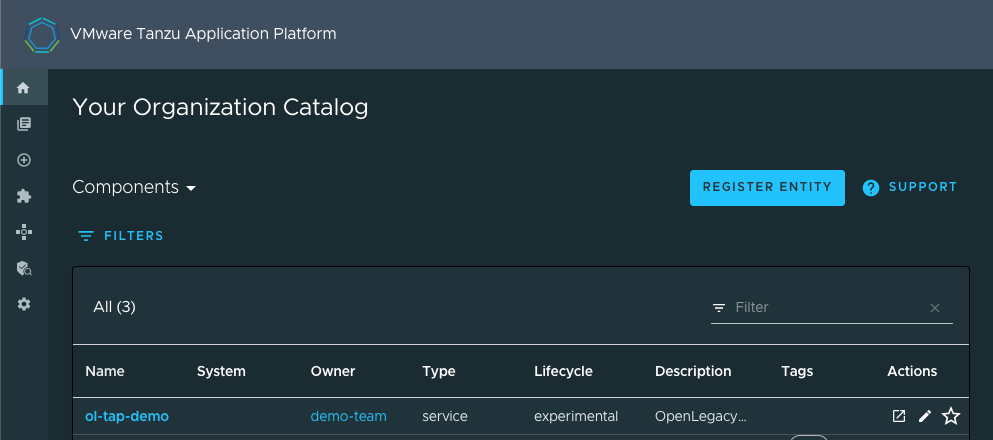 VMware Tanzu Application Platform
Your Organization Catalog
Components
REGISTER ENTITY
SUPPORT
FILTERS
All (3)
Filter
Name System Owner Type Lifecycle Description Tags Actions
ol-tap-demo demo-team service experimental OpenLegacy...